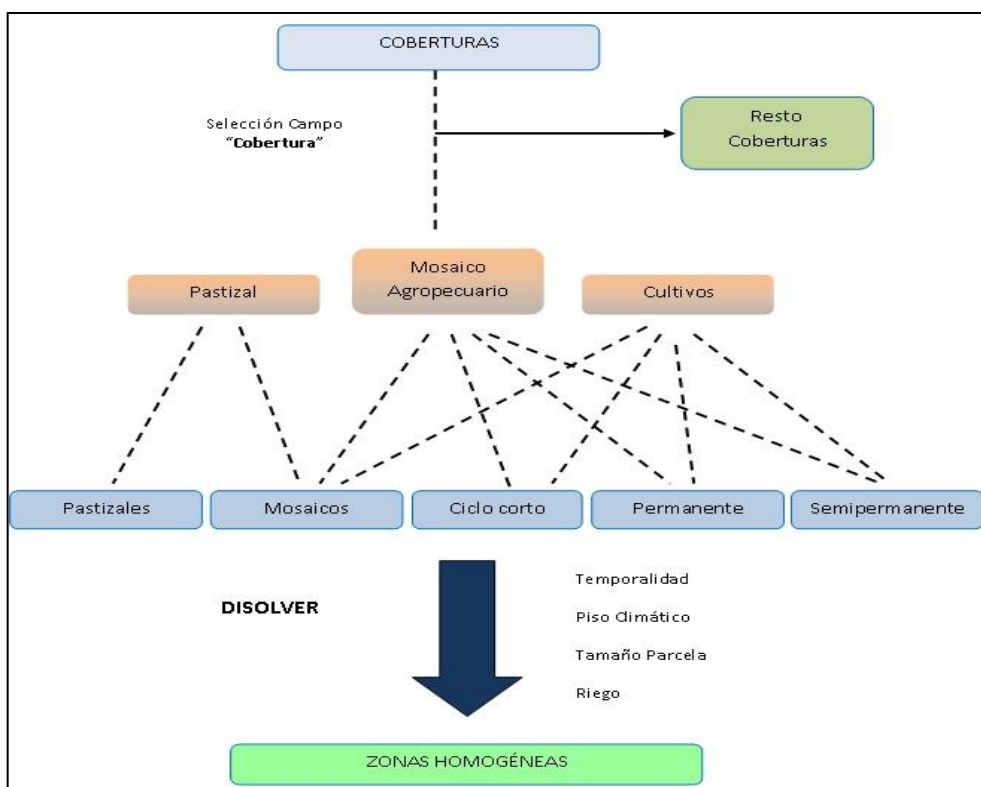 COBERTURAS
Selección Campo
"Cobertura"
Resto
Coberturas
Pastizal
Mosaico
Agropecuario
Cultivos
Pastizales
Mosaicos
Ciclo corto
Permanente
Semipermanente
DISOLVER
Temporalidad
Piso Climático
Tamaño Parcela
Riego
ZONAS HOMOGÉNEAS